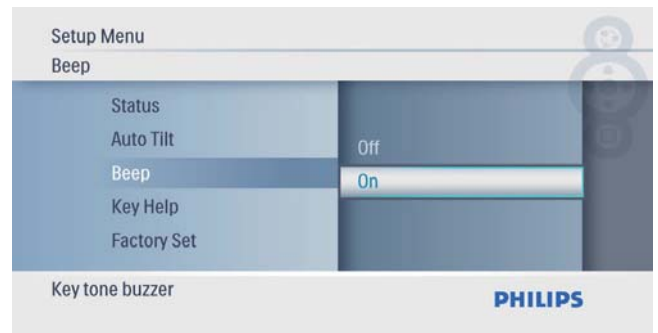 Setup Menu
Beep
Status
Auto Tilt
Beep
Key Help
Factory Set
Off
On
Key tone buzzer
PHILIPS